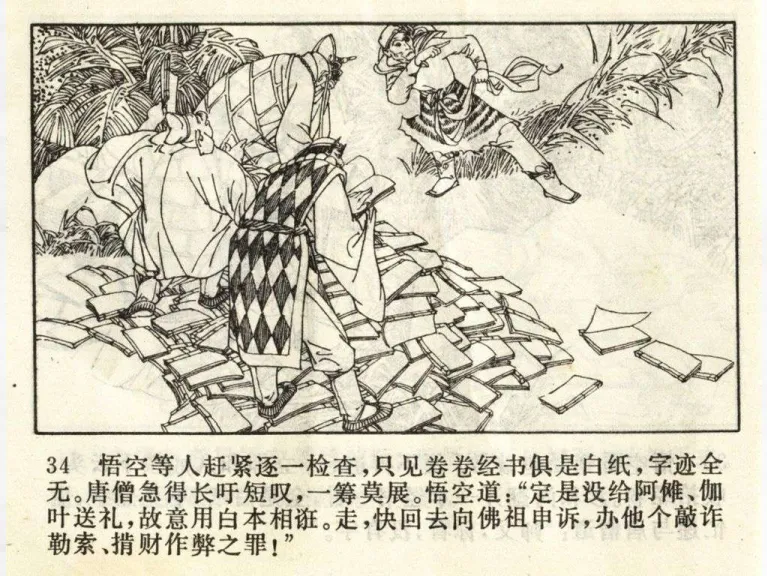 34 悟空等人赶紧逐一检查，只见卷卷经书俱是白纸，字迹全
无。唐僧急得长吁短叹，一筹莫展。悟空道：“定是没给阿傩、伽
叶送礼，故意用白本相诳。走，快回去向佛祖申诉，办他个敲诈
勒索、揹财作弊之罪！”